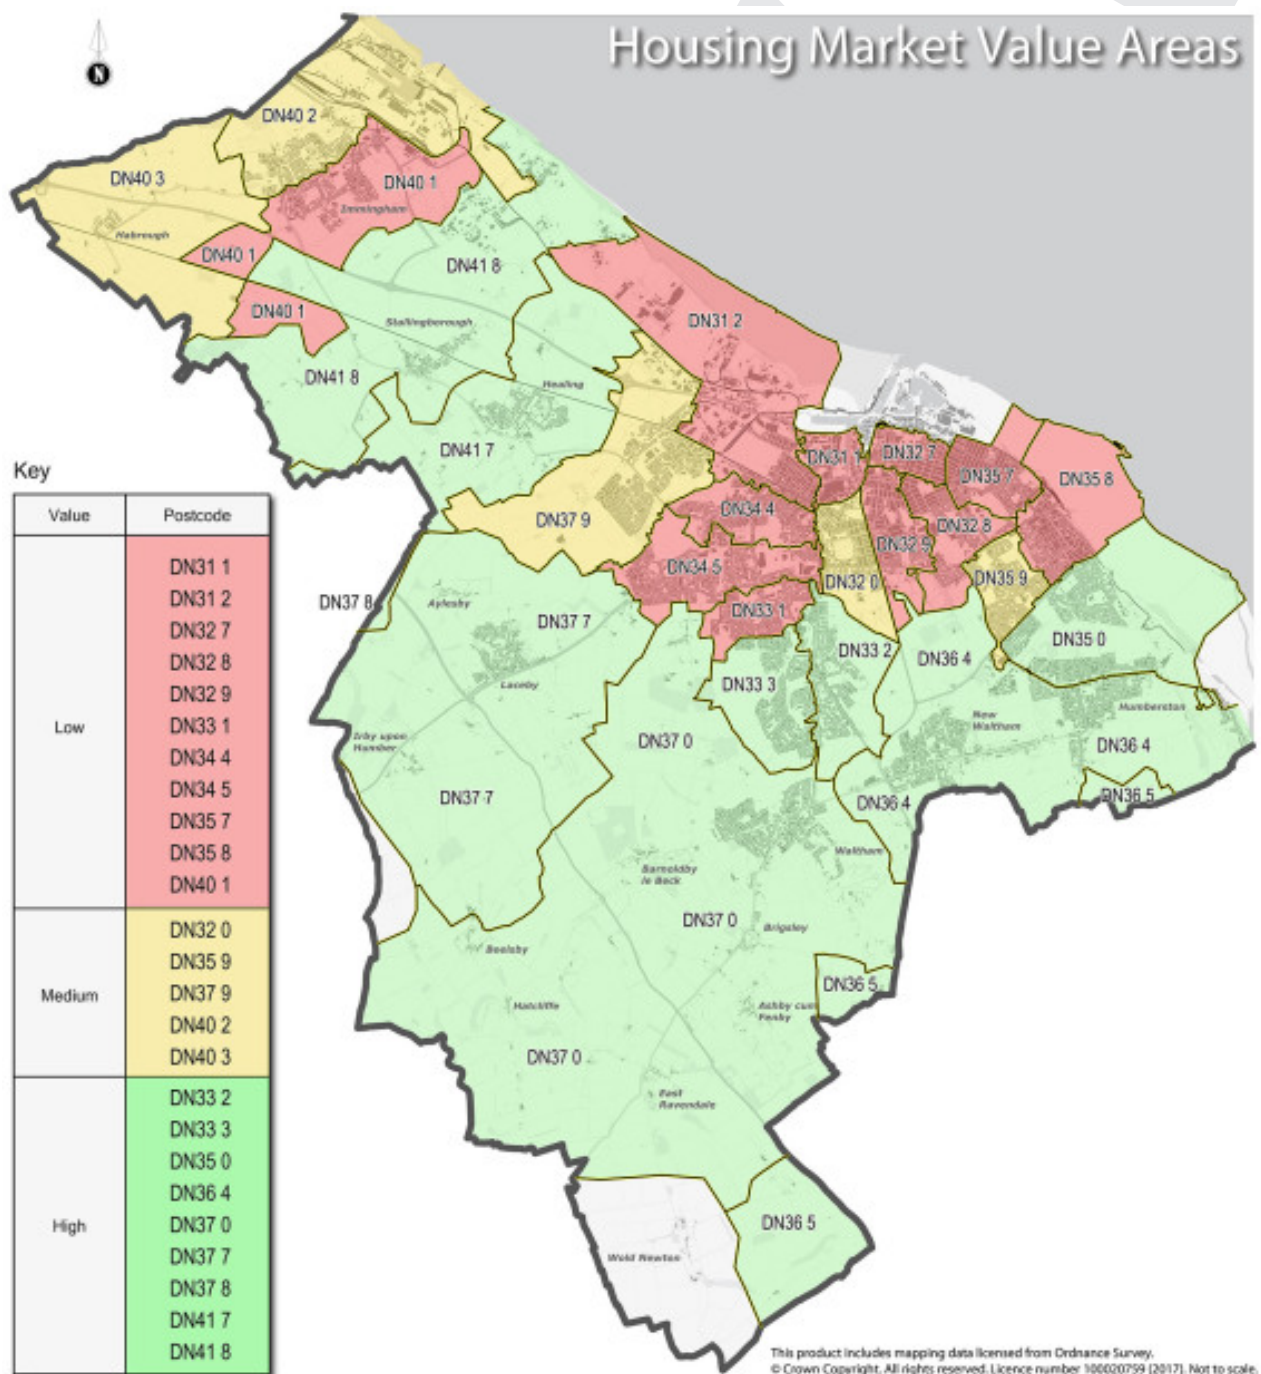 Housing Market Value Areas
N
DN40 2
DN40 3
DN40 1
Immingham
Habrough
DN40 1
DN41 8
DN40 1
DN31 2
Stallingborough
DN41 8
Healing
DN41 7
DN31 1
DN32 7
DN35 7
DN35 8
DN34 4
DN37 9
DN32 8
DN32 9
DN34 5
DN32 0
DN35 9
DN37 8
Aylesby
DN33 1
DN37 7
DN33 2
DN36 4
DN35 0
Laceby
DN33 3
Irby upon
Humber
DN37 0
New
Waltham
Humberston
DN36 4
DN37 7
DN36 4
DN36 5
Waltham
Barnoldby
le Beck
DN37 0
Brigsley
Beelsby
DN36 5
Hatcliffe
Ashby cum
Fenby
DN37 0
East
Ravendale
DN36 5
Wold Newton
Key
Value Postcode
Low
DN31 1
DN31 2
DN32 7
DN32 8
DN32 9
DN33 1
DN34 4
DN34 5
DN35 7
DN35 8
DN40 1
Medium
DN32 0
DN35 9
DN37 9
DN40 2
DN40 3
High
DN33 2
DN33 3
DN35 0
DN36 4
DN37 0
DN37 7
DN37 8
DN41 7
DN41 8
This product includes mapping data licensed from Ordnance Survey.
© Crown Copyright. All rights reserved. Licence number 100020759 (2017). Not to scale.